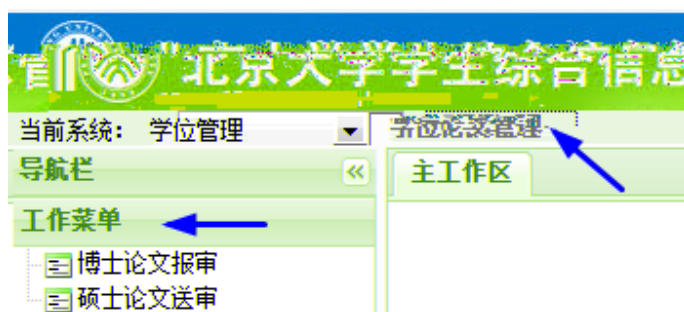 北京大学学生综合信息
当前系统： 学位管理 学位论文管理
导航栏 主工作区
工作菜单
博士论文报审
硕士论文送审